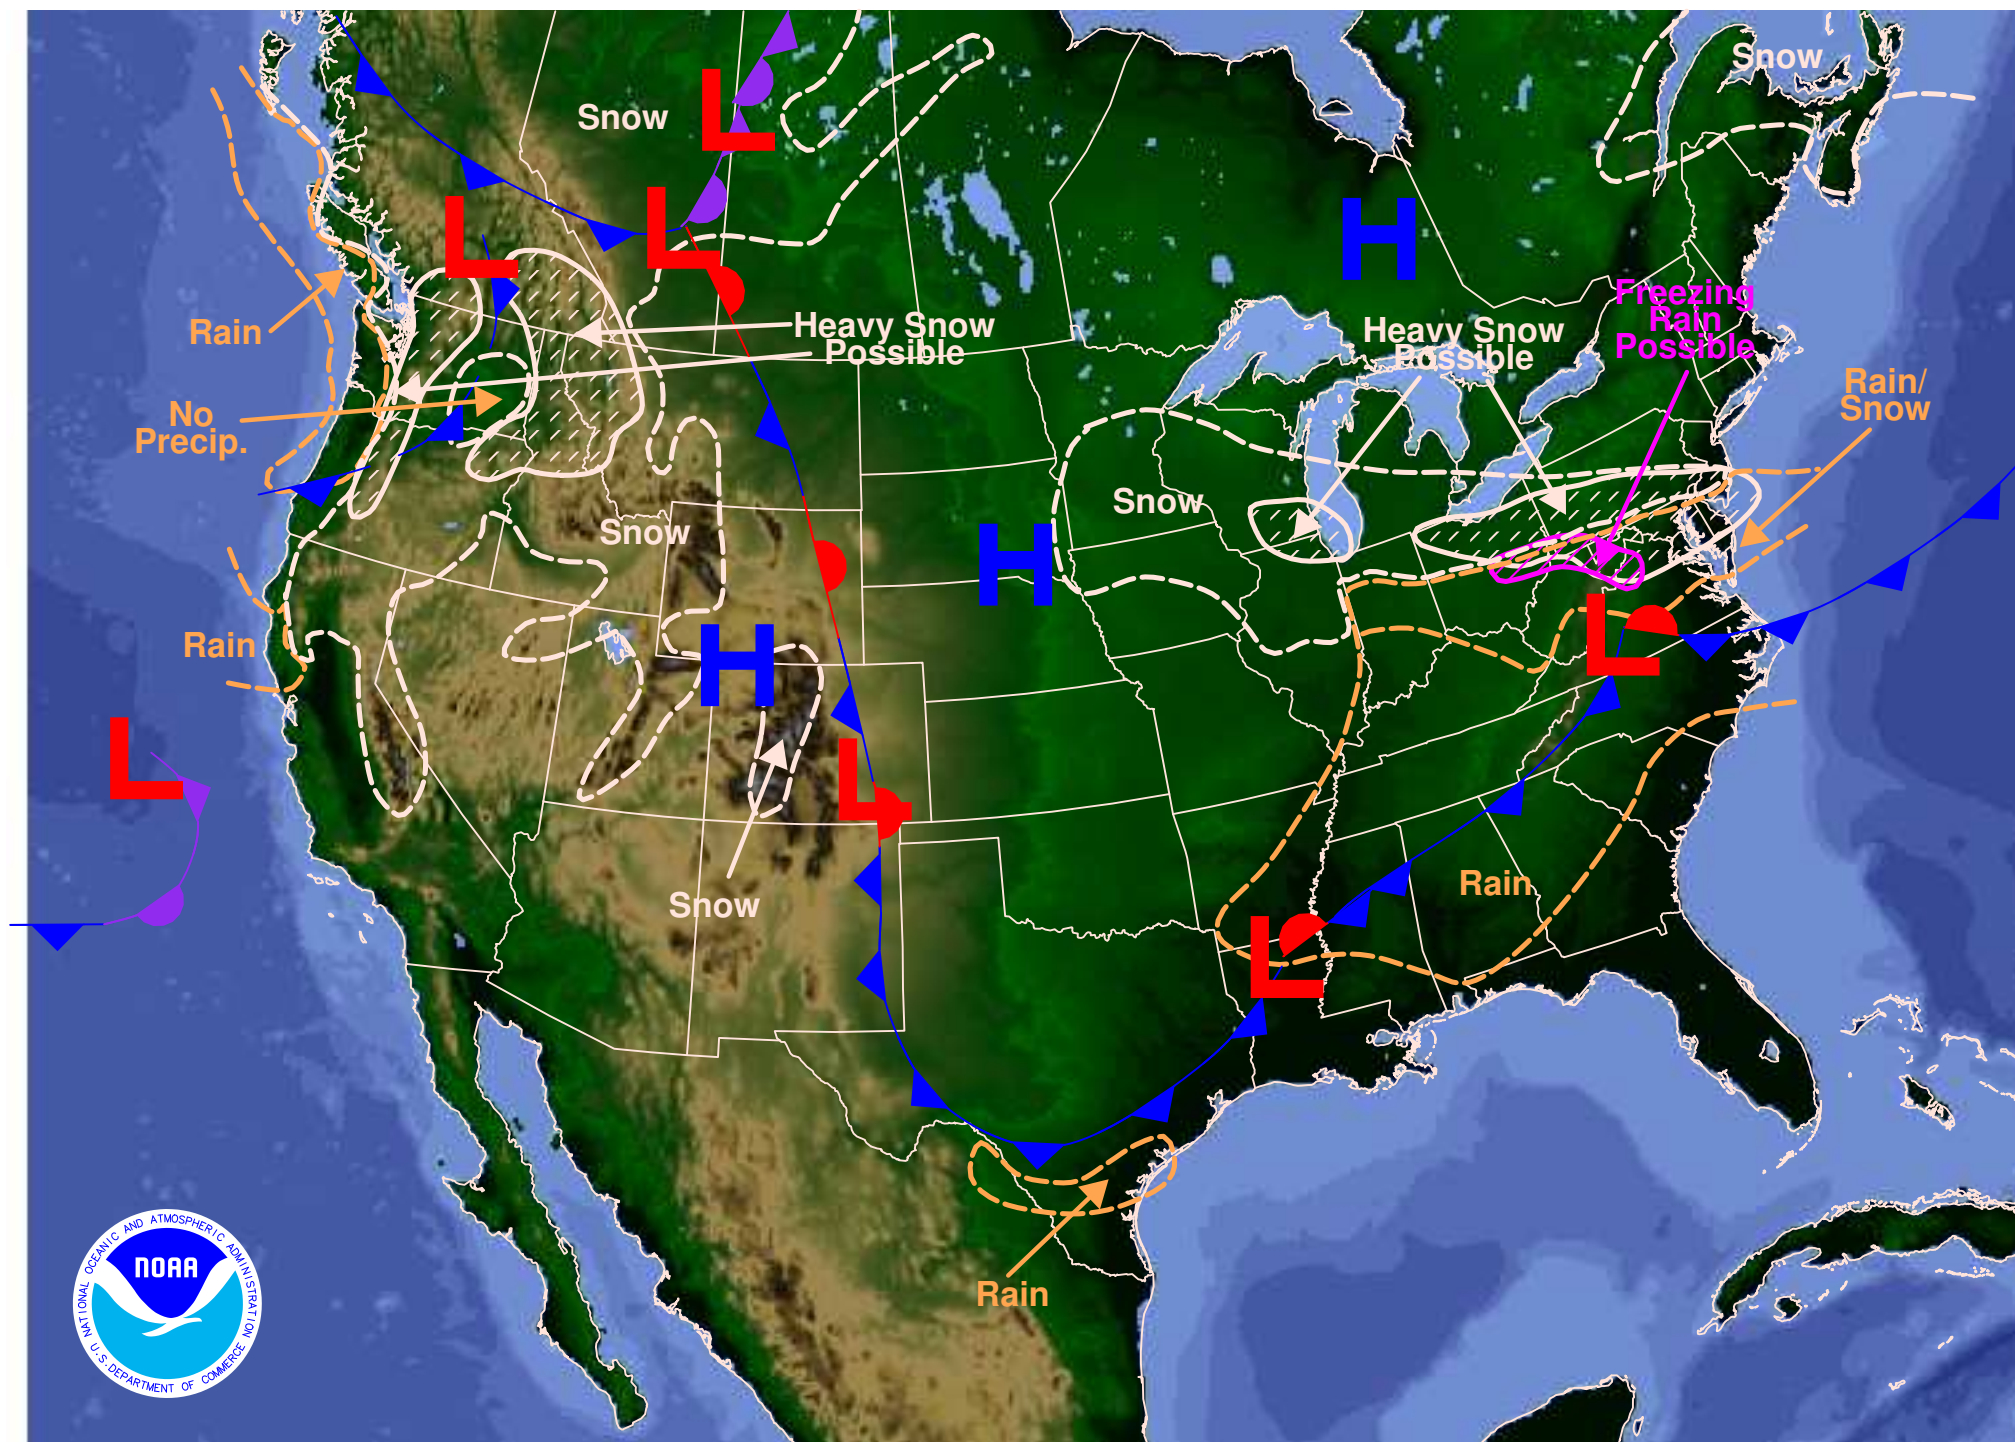 Snow
Snow
L
L
L
H
Freezing
Rain
Possible
Rain
Heavy Snow
Possible
Heavy Snow
Possible
Rain/
Snow
No
Precip.
Snow
Snow
H
Rain
H
L
L
L
Rain
Snow
L
Rain
NATIONAL OCEANIC AND ATMOSPHERIC ADMINISTRATION
NOAA
U.S. DEPARTMENT OF COMMERCE